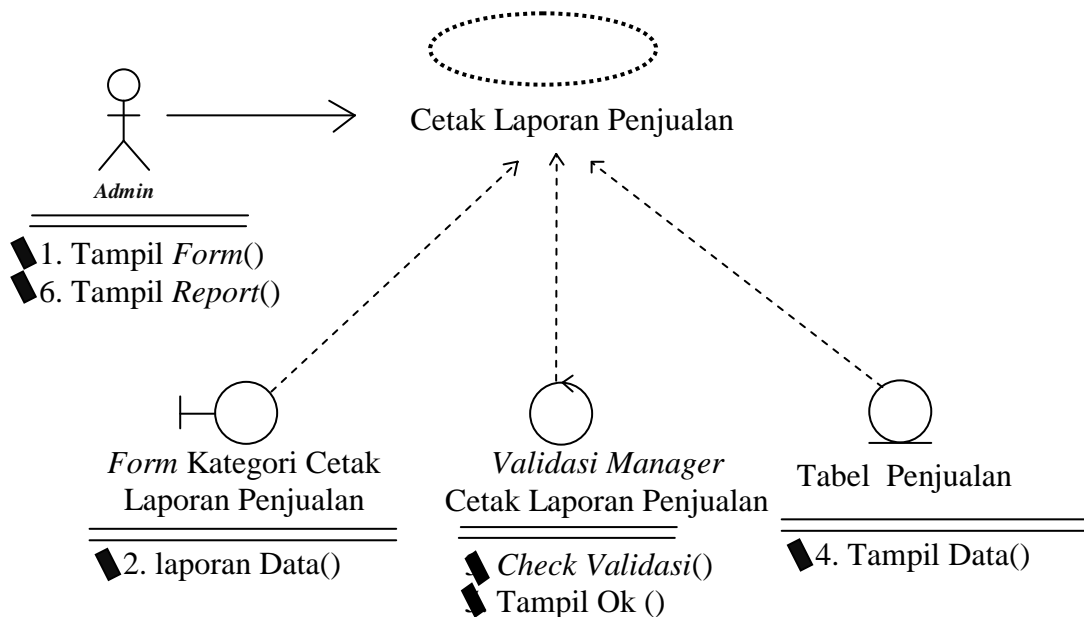 Cetak Laporan Penjualan
Admin
1. Tampil Form()
6. Tampil Report()
Form Kategori Cetak
Laporan Penjualan
2. laporan Data()
Validasi Manager
Cetak Laporan Penjualan
Check Validasi()
Tampil Ok ()
Tabel Penjualan
4. Tampil Data()